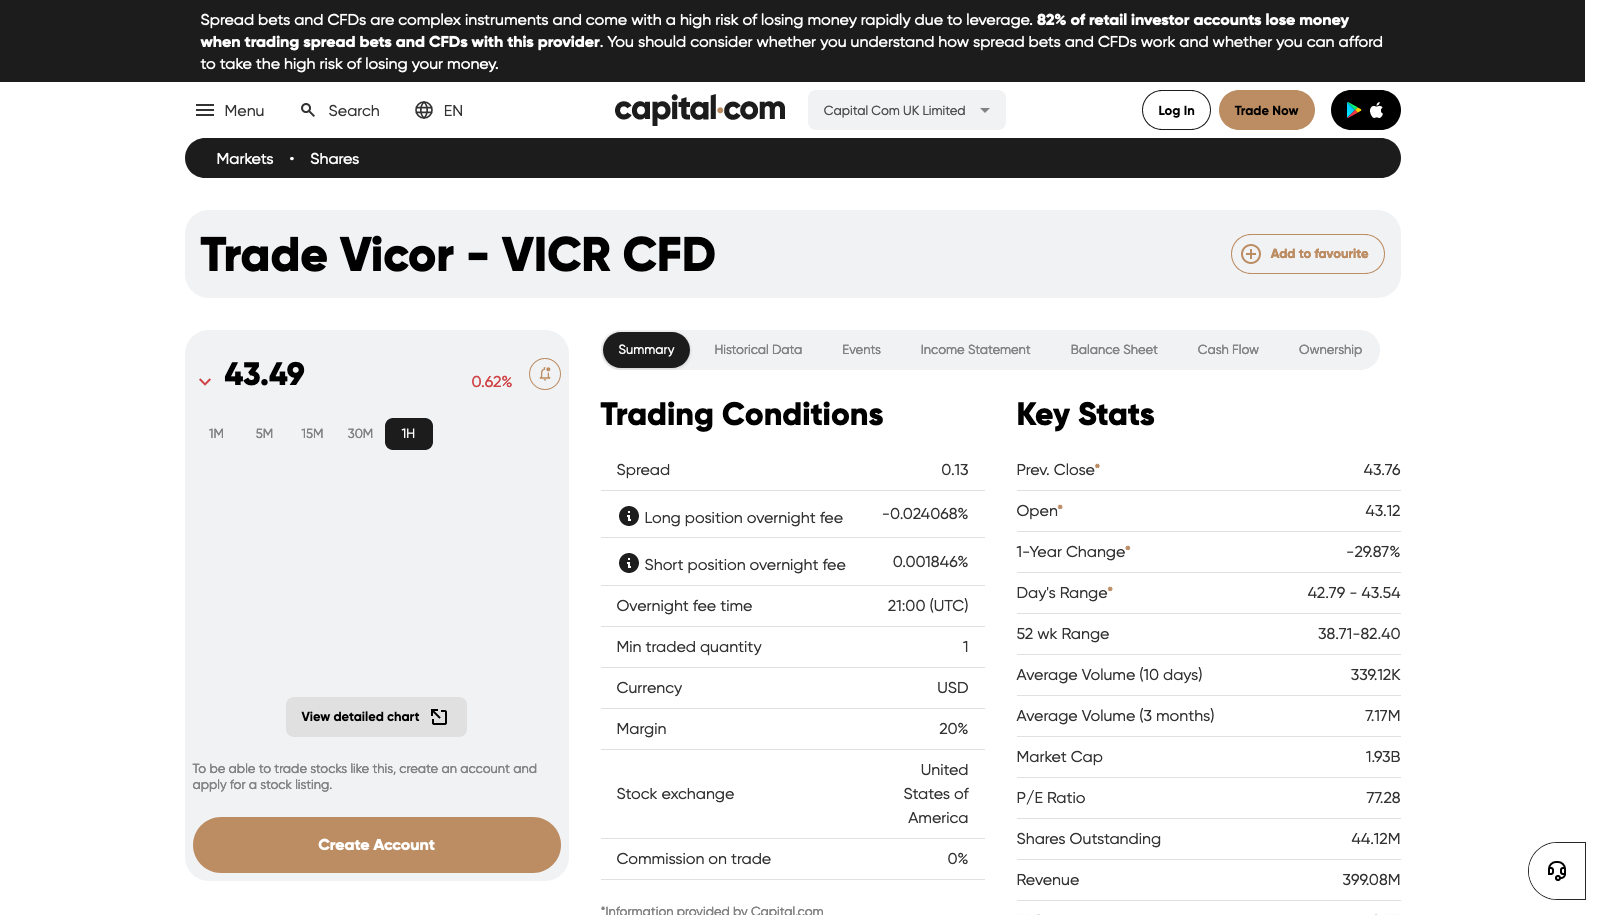 Spread bets and CFDs are complex instruments and come with a high risk of losing money rapidly due to leverage. 82% of retail investor accounts lose money
when trading spread bets and CFDs with this provider. You should consider whether you understand how spread bets and CFDs work and whether you can afford
to take the high risk of losing your money.
Menu Search EN capital.com Capital Com UK Limited Log In Trade Now
Markets • Shares
Trade Vicor - VICR CFD Add to favourite
43.49 0.62%
1M 5M 15M 30M 1H
View detailed chart
To be able to trade stocks like this, create an account and
apply for a stock listing.
Create Account
Summary Historical Data Events Income Statement Balance Sheet Cash Flow Ownership
Trading Conditions
Spread 0.13
Long position overnight fee -0.024068%
Short position overnight fee 0.001846%
Overnight fee time 21:00 (UTC)
Min traded quantity 1
Currency USD
Margin 20%
Stock exchange United
States of
America
Commission on trade 0%
*Information provided by Capital.com
Key Stats
Prev. Close* 43.76
Open* 43.12
1-Year Change* -29.87%
Day's Range* 42.79 - 43.54
52 wk Range 38.71-82.40
Average Volume (10 days) 339.12K
Average Volume (3 months) 7.17M
Market Cap 1.93B
P/E Ratio 77.28
Shares Outstanding 44.12M
Revenue 399.08M